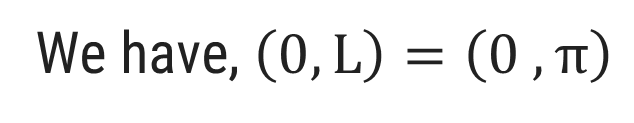 We have, (0, L) = (0 , π)